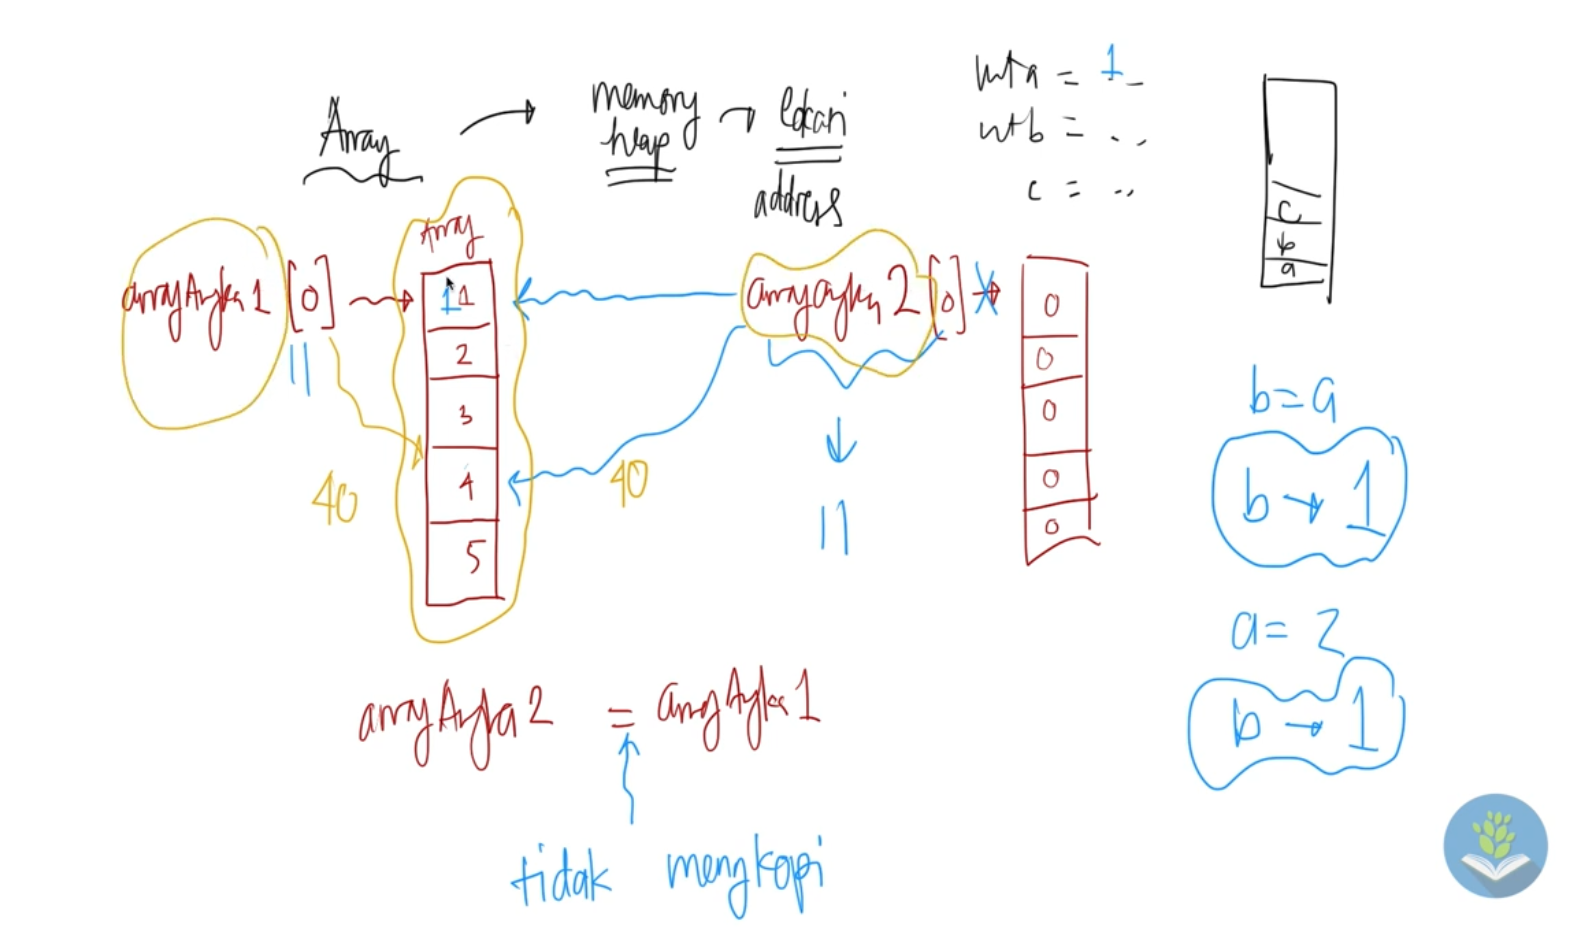 Array → memory heap → lokasi address
int a = 1
int b = ..
c = ..
c
b
a
Array
arrayAngka1 [0] → 11
2
3
4
5
11
40
arrayangka2 [0]
40
11
0
0
0
0
0
b = a
b → 1
a = 2
b → 1
arrayAngka2 = arrayAngka1
tidak mengkopi